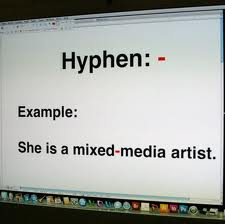 Hyphen: -
Example:
She is a mixed-media artist.